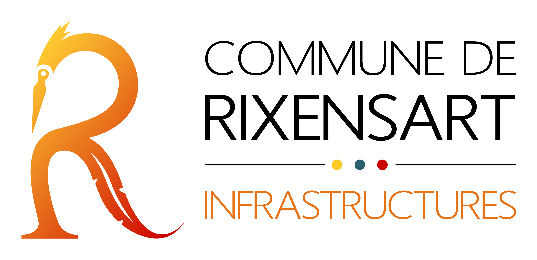 COMMUNE DE
RIXENSART
INFRASTRUCTURES